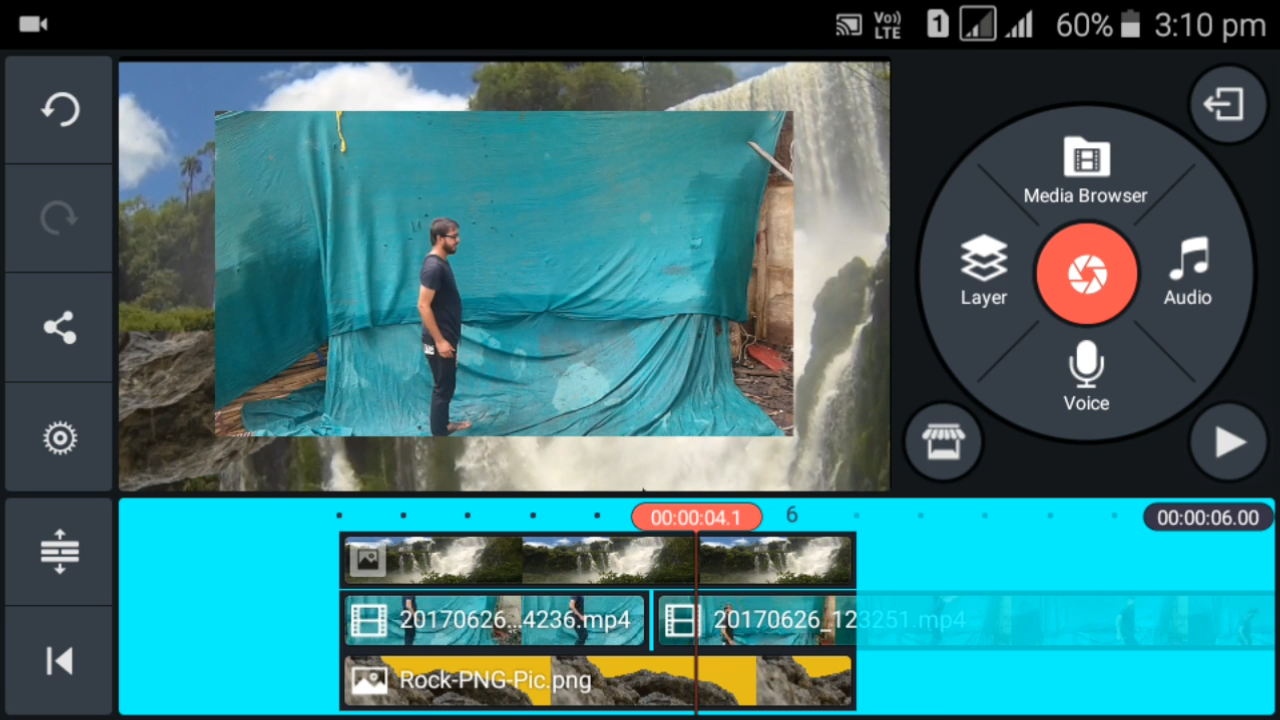 Vo))
LTE
1
60%
3:10 pm
Media Browser
Layer
Audio
Voice
00:00:04.1
6
00:00:06.00
20170626...4236.mp4
20170626_123251.mp4
Rock-PNG-Pic.png